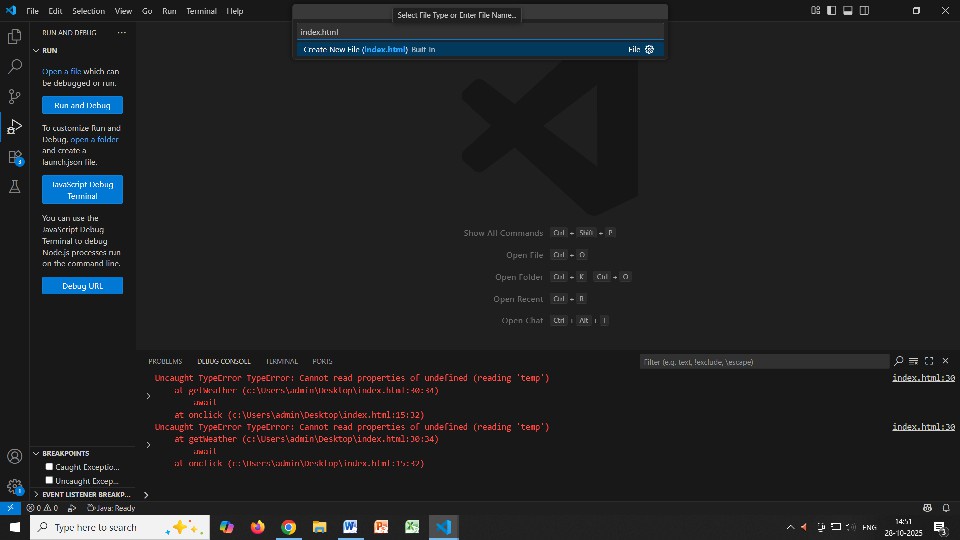 File Edit Selection View Go Run Terminal Help
Select File Type or Enter File Name...
index.html
Create New File (index.html) Built-In File
RUN AND DEBUG ...
RUN
Open a file which can
be debugged or run.
Run and Debug
To customize Run and
Debug, open a folder
and create a
launch.json file.
JavaScript Debug
Terminal
You can use the
JavaScript Debug
Terminal to debug
Node.js processes run
on the command line.
Debug URL
3
Show All Commands Ctrl + Shift + P
Open File Ctrl + O
Open Folder Ctrl + K Ctrl + O
Open Recent Ctrl + R
Open Chat Ctrl + Alt + I
PROBLEMS DEBUG CONSOLE TERMINAL PORTS
Filter (e.g. text, !exclude, \escape)
Uncaught TypeError TypeError: Cannot read properties of undefined (reading 'temp') index.html:30
at getWeather (c:\Users\admin\Desktop\index.html:30:34)
await
at onclick (c:\Users\admin\Desktop\index.html:15:32)
Uncaught TypeError TypeError: Cannot read properties of undefined (reading 'temp') index.html:30
at getWeather (c:\Users\admin\Desktop\index.html:30:34)
await
at onclick (c:\Users\admin\Desktop\index.html:15:32)
BREAKPOINTS
Caught Exceptio...
Uncaught Excep...
EVENT LISTENER BREAKP...
1
0 0 Java: Ready
Type here to search
ENG
14:51
28-10-2025
3